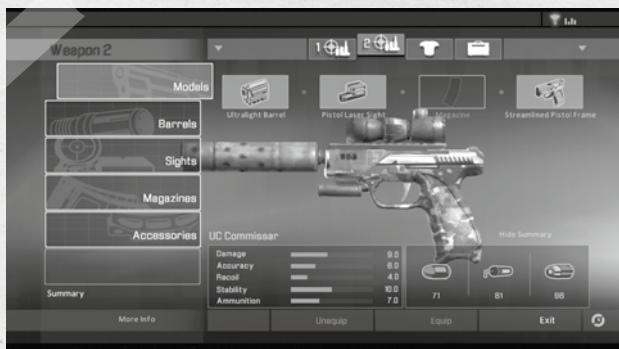 Weapon 2
1
2
Models
Barrels
Sights
Magazines
Accessories
Summary
More Info
Ultralight Barrel
Pistol Laser Sight
Magazine
Streamlined Pistol Frame
UC Commissar
Hide Summary
Damage 9.0
Accuracy 6.0
Recoil 4.0
Stability 10.0
Ammunition 7.0
71
81
96
Unequip
Equip
Exit